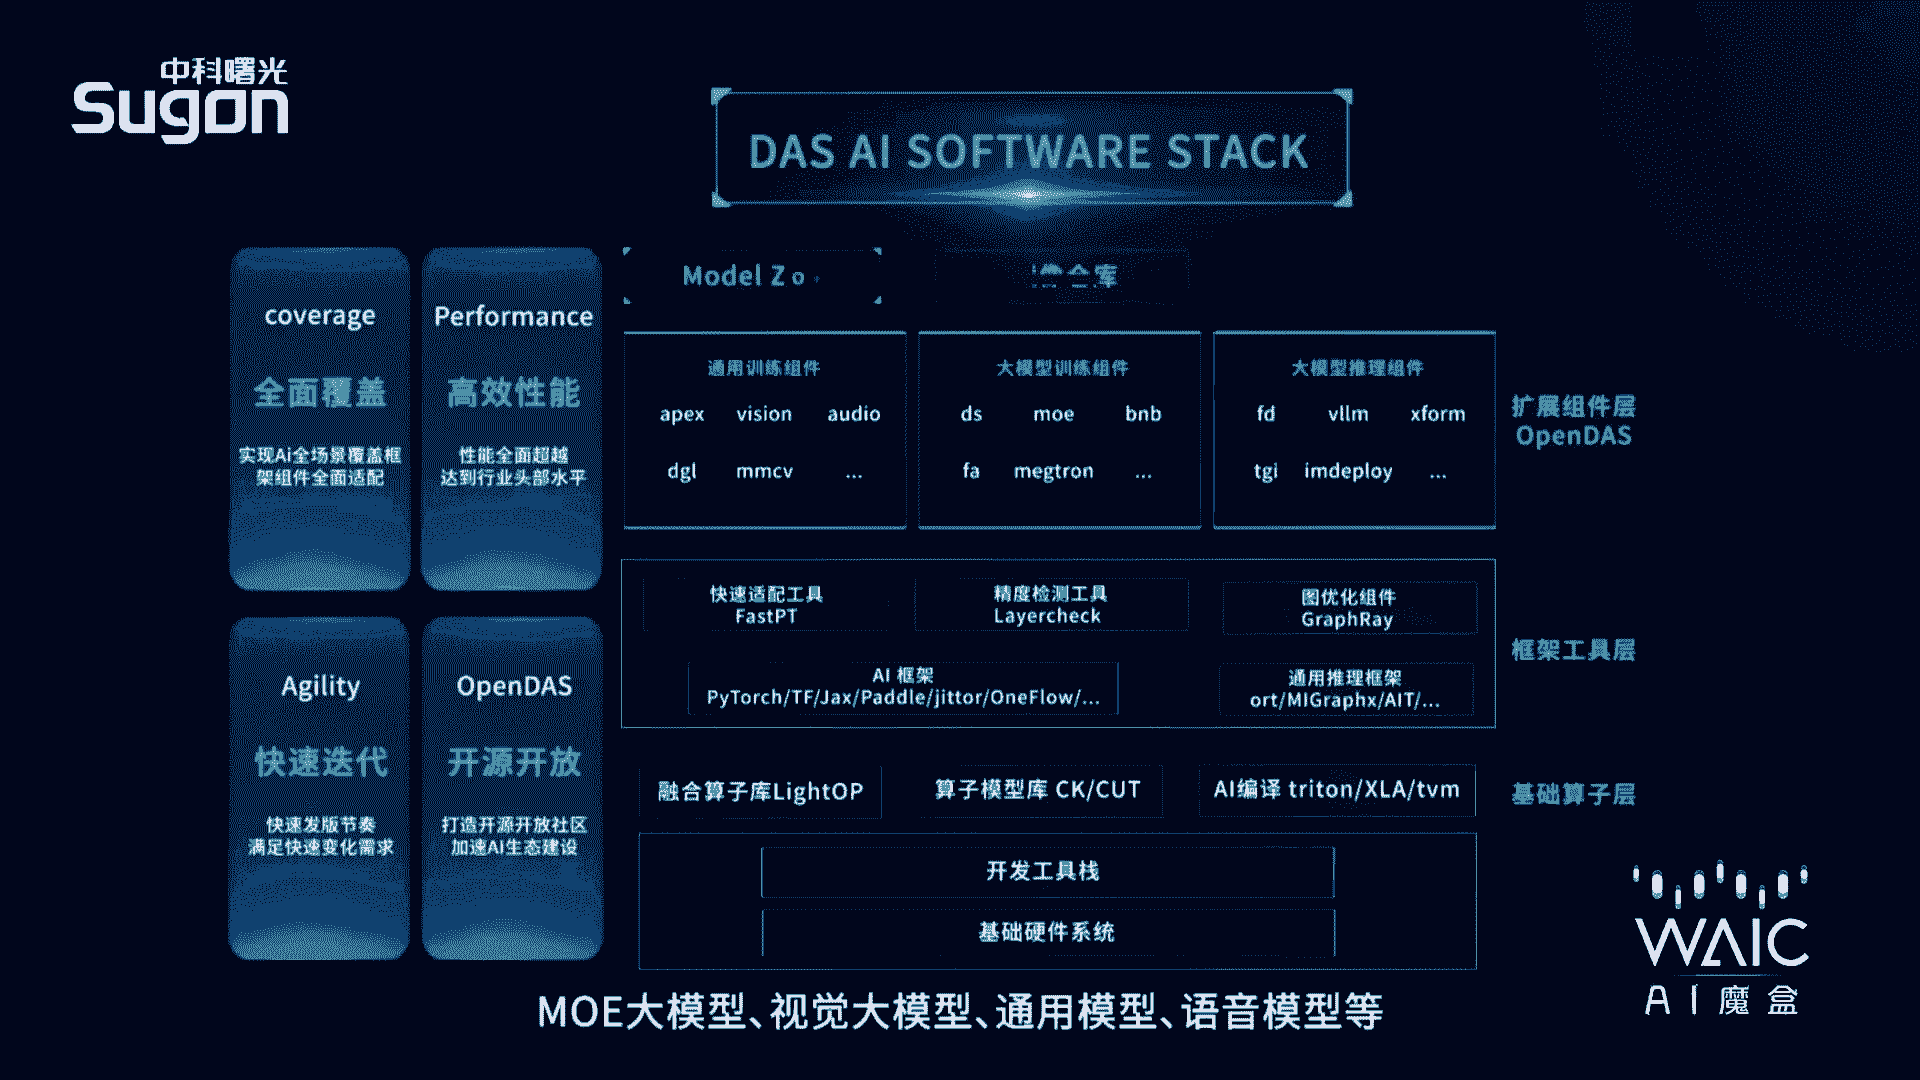 中科曙光
Sugon
DAS AI SOFTWARE STACK
coverage
全面覆盖
实现Ai全场景覆盖框
架组件全面适配
Performance
高效性能
性能全面超越
达到行业头部水平
Agility
快速迭代
快速发版节奏
满足快速变化需求
OpenDAS
开源开放
打造开源开放社区
加速AI生态建设
Model Zo
库
通用训练组件
apex vision audio
dgl mmcv ...
大模型训练组件
ds moe bnb
fa megtron ...
大模型推理组件
fd vllm xform
tgi imdeploy ...
扩展组件层
OpenDAS
快速适配工具
FastPT
精度检测工具
Layercheck
图优化组件
GraphRay
AI 框架
PyTorch/TF/Jax/Paddle/jittor/OneFlow/...
通用推理框架
ort/MIGraphx/AIT/...
框架工具层
融合算子库LightOP
算子模型库 CK/CUT
AI编译 triton/XLA/tvm
基础算子层
开发工具栈
基础硬件系统
MOE大模型、视觉大模型、通用模型、语音模型等
WAIC
AI魔盒